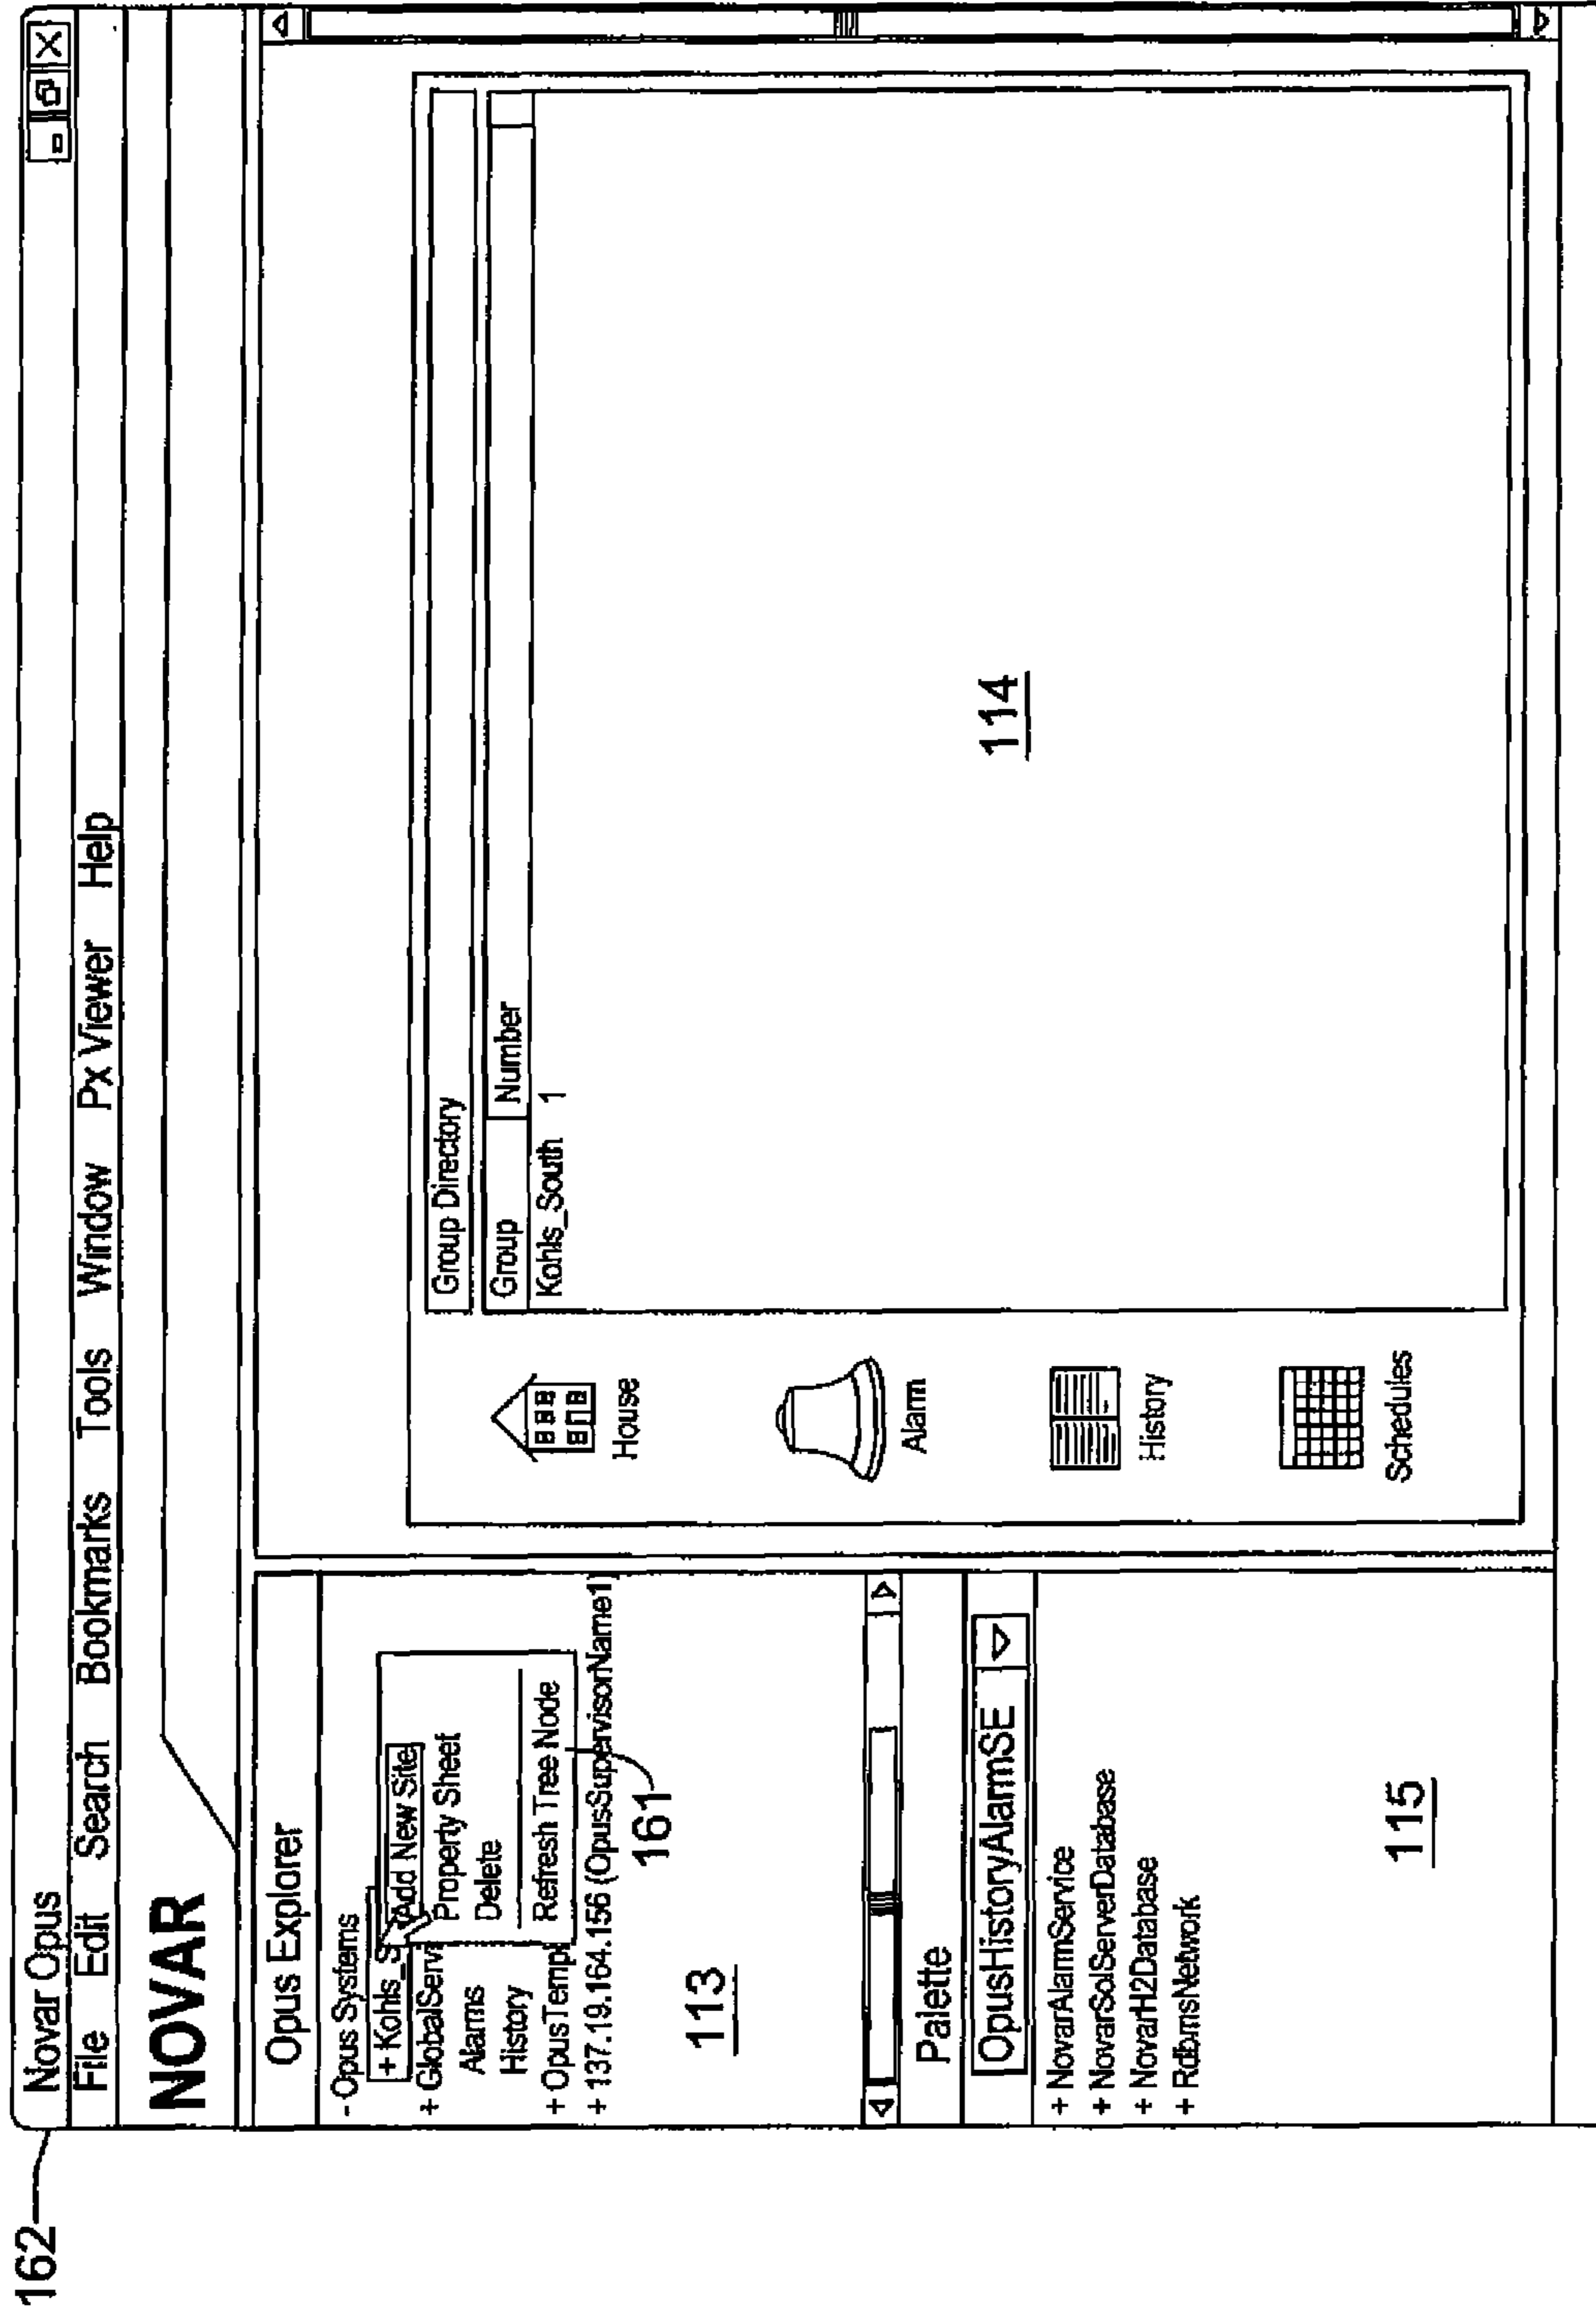 162
Novar Opus
File Edit Search Bookmarks Tools Window Px Viewer Help
NOVAR
Opus Explorer
- Opus Systems
+ Kohls_S
+ GlobalServi
Alarms
History
+ OpusTempl
+ 137.19.164.156 (OpusSupervisorName1)
Add New Site
Property Sheet
Delete
Refresh Tree Node
161
113
Palette
OpusHistoryAlarmSE
+ NovarAlarmService
+ NovarSqlServerDatabase
+ NovarH2Database
+ RdbmsNetwork
115
House
Alarm
History
Schedules
Group Directory
Group Number
Kohls_South 1
114